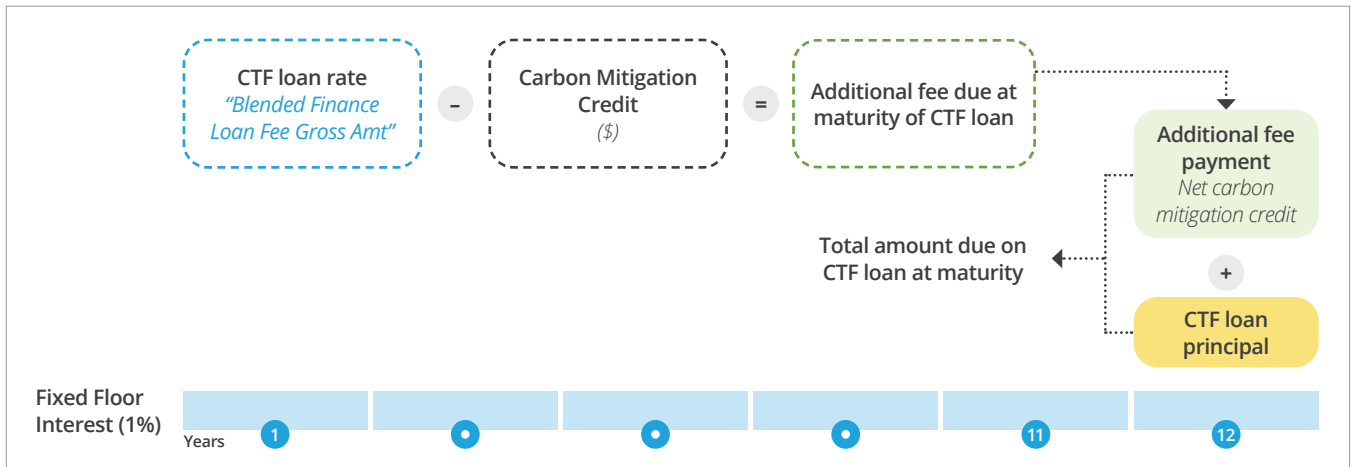 CTF loan rate
“Blended Finance
Loan Fee Gross Amt”
–
Carbon Mitigation
Credit
($)
=
Additional fee due at
maturity of CTF loan
Additional fee
payment
Net carbon
mitigation credit
+
CTF loan
principal
Total amount due on
CTF loan at maturity
Fixed Floor
Interest (1%)
Years
1
11
12